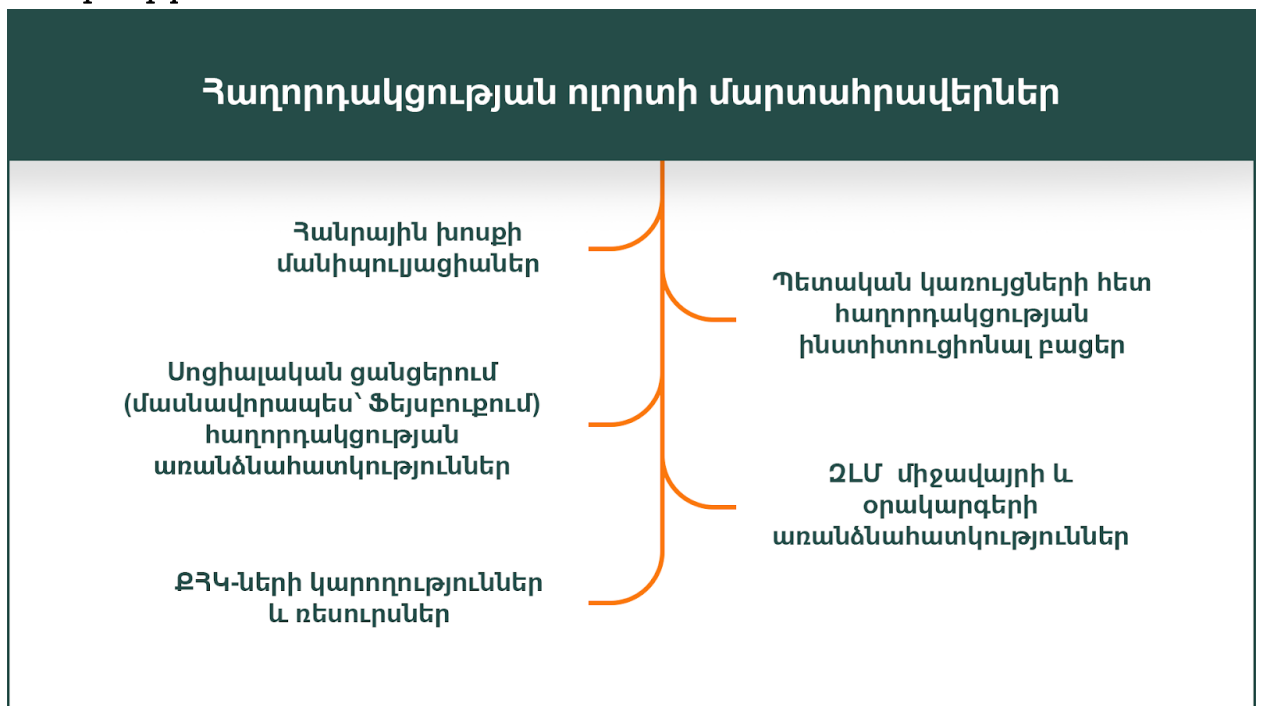 Հաղորդակցության ոլորտի մարտահրավերներ
Հանրային խոսքի
մանիպուլյացիաներ
Պետական կառույցների հետ
հաղորդակցության
ինստիտուցիոնալ բացեր
Սոցիալական ցանցերում
(մասնավորապես՝ Ֆեյսբուքում)
հաղորդակցության
առանձնահատկություններ
ԶԼՄ  միջավայրի և
օրակարգերի
առանձնահատկություններ
ՔՀԿ-ների կարողություններ
և ռեսուրսներ